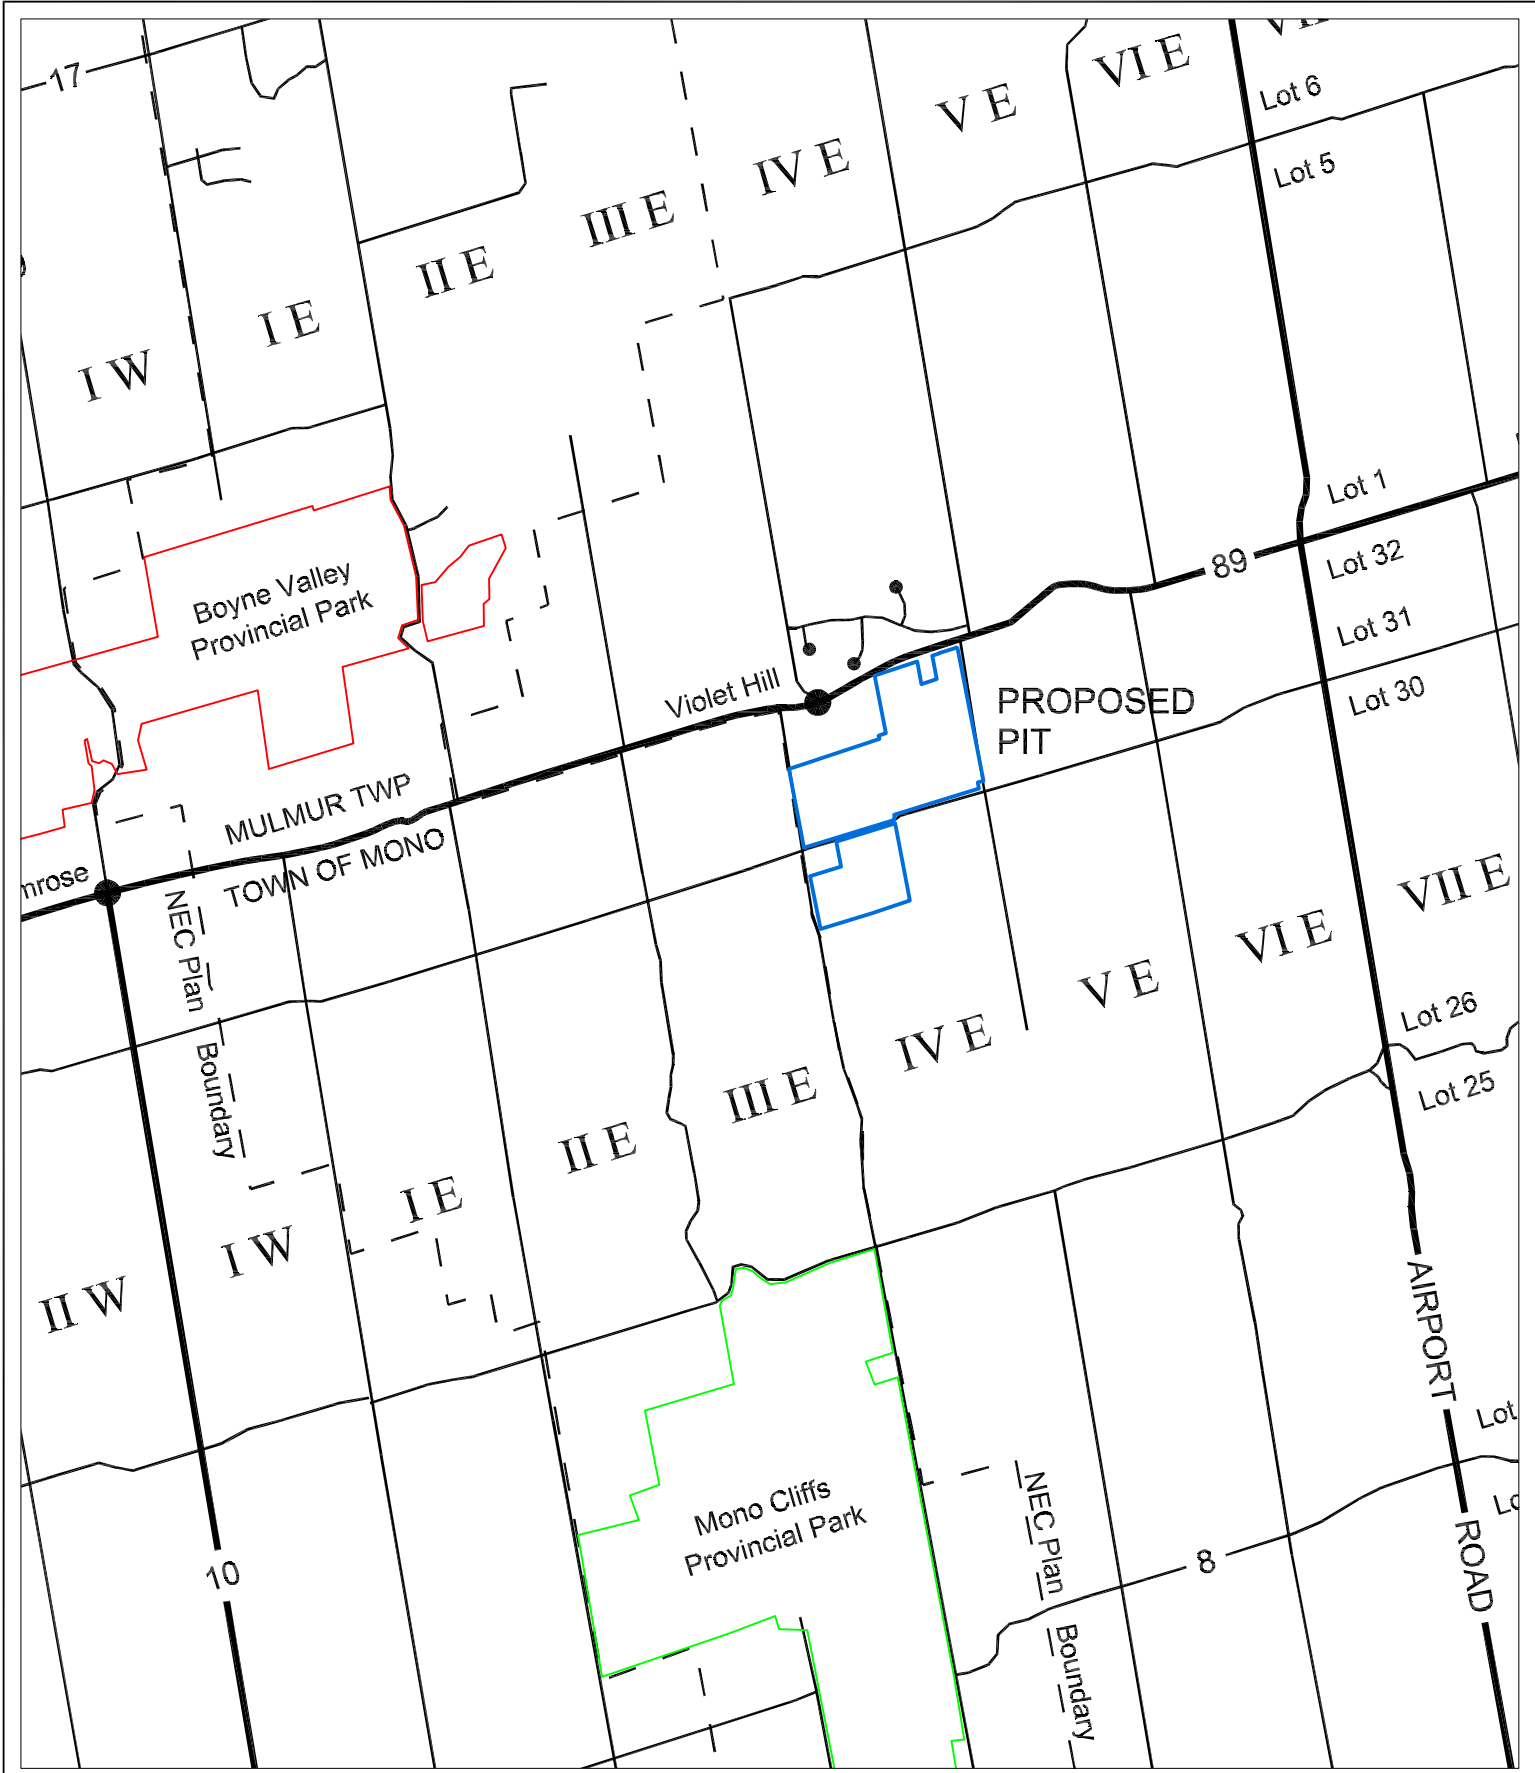 17
VI E
V E
Lot 6
IV E
Lot 5
III E
II E
I E
I W
Lot 1
89
Lot 32
Boyne Valley
Provincial Park
Lot 31
Violet Hill
PROPOSED
PIT
Lot 30
MULMUR TWP
TOWN OF MONO
VII E
VI E
V E
IV E
III E
II E
I E
I W
II W
NEC Plan Boundary
Lot 26
Lot 25
AIRPORT ROAD
Lot
Mono Cliffs
Provincial Park
NEC Plan Boundary
8
10